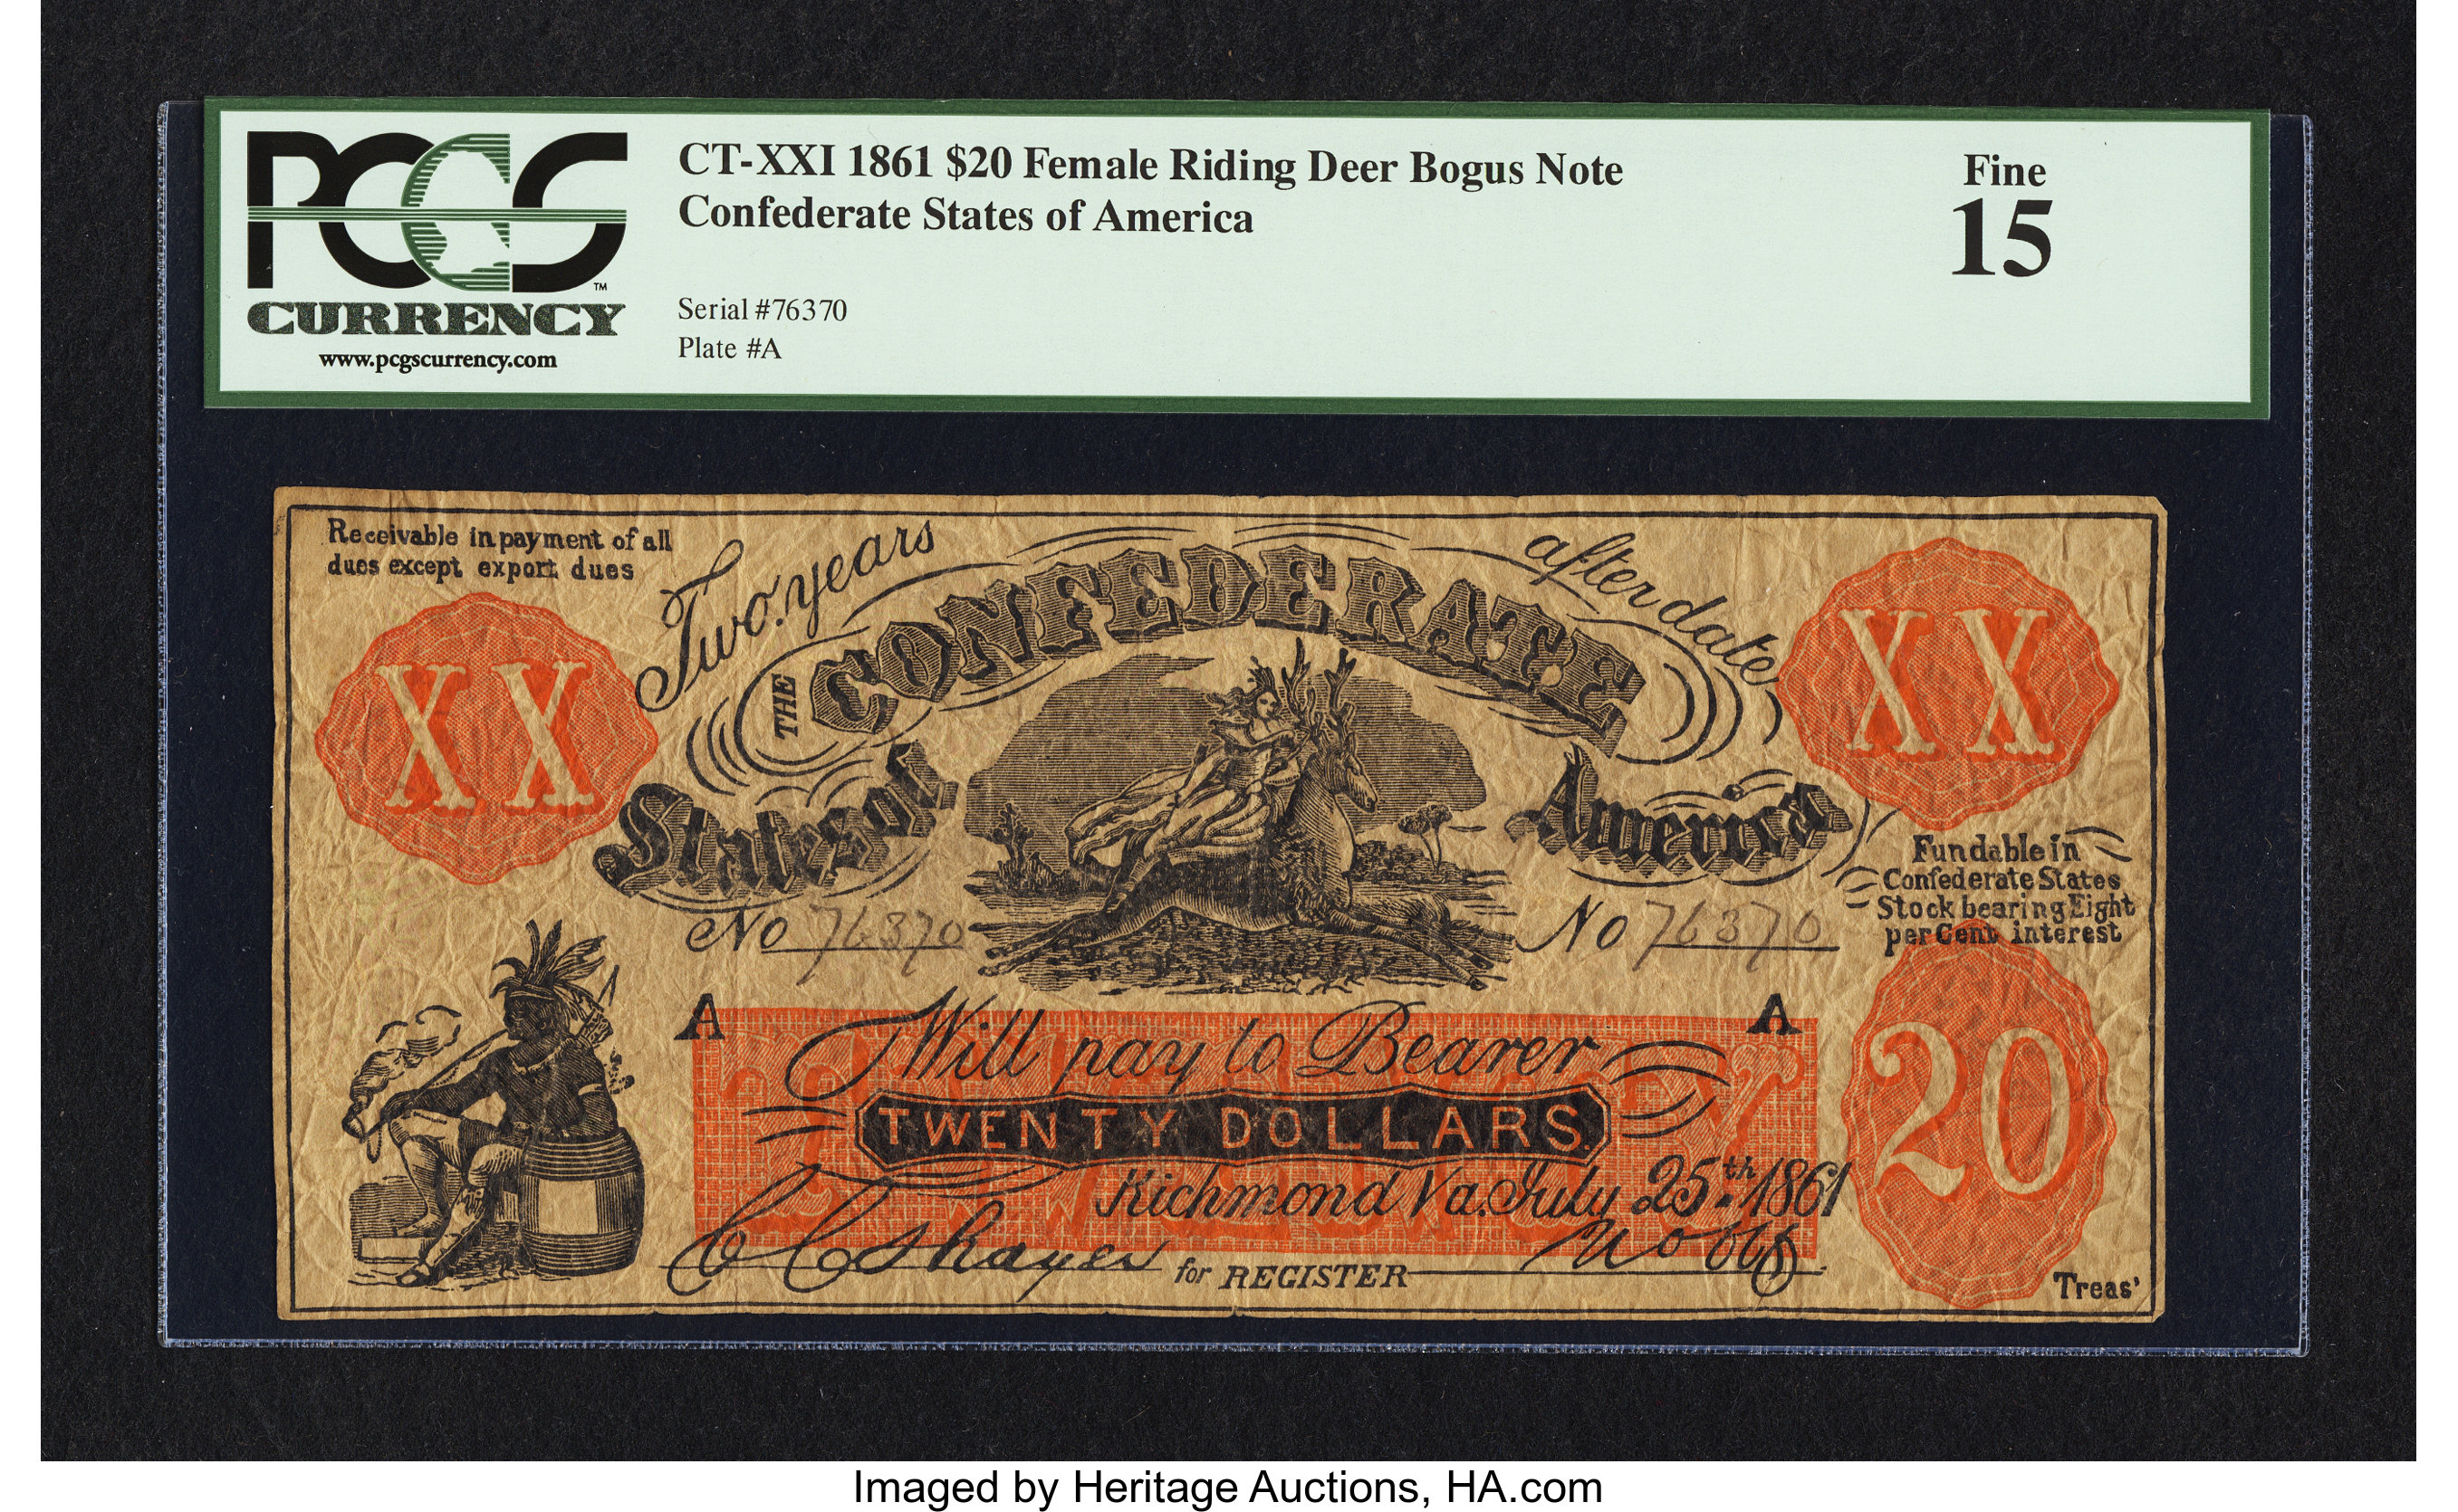 PCGS
CURRENCY
www.pcgscurrency.com
TM
CT-XXI 1861 $20 Female Riding Deer Bogus Note
Confederate States of America
Serial #76370
Plate #A
Fine
15
Receivable in payment of all
dues except export dues
Two years
after date
THE CONFEDERATE
States of
America
XX
XX
No 76370
No 76370
Fundable in
Confederate States
Stock bearing Eight
per Cent interest
A
A
Will pay to Bearer
TWENTY DOLLARS.
20
Richmond Va. July 25th. 1861
for REGISTER
Treas'
Imaged by Heritage Auctions, HA.com